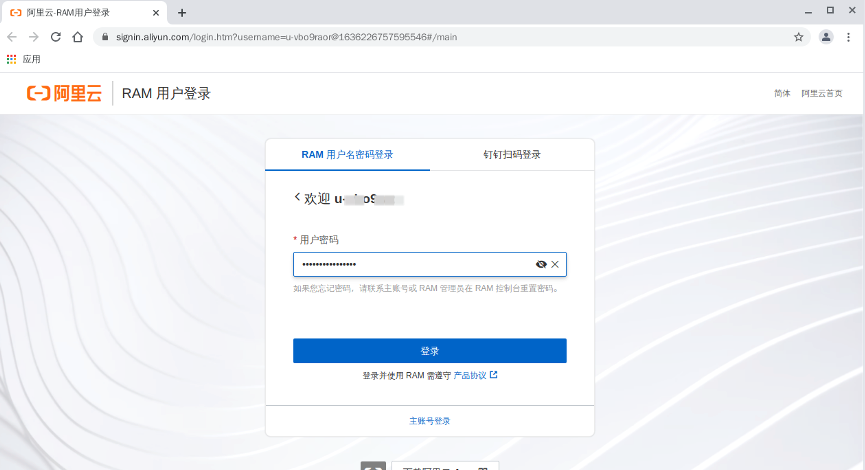 阿里云-RAM用户登录
signin.aliyun.com/login.htm?username=u-vbo9raor@1636226757595546#/main
应用
阿里云 RAM 用户登录 简体 阿里云首页
RAM 用户名密码登录 钉钉扫码登录
欢迎
* 用户密码
••••••••••••••••
如果您忘记密码，请联系主账号或 RAM 管理员在 RAM 控制台重置密码。
登录
登录并使用 RAM 需遵守 产品协议
主账号登录